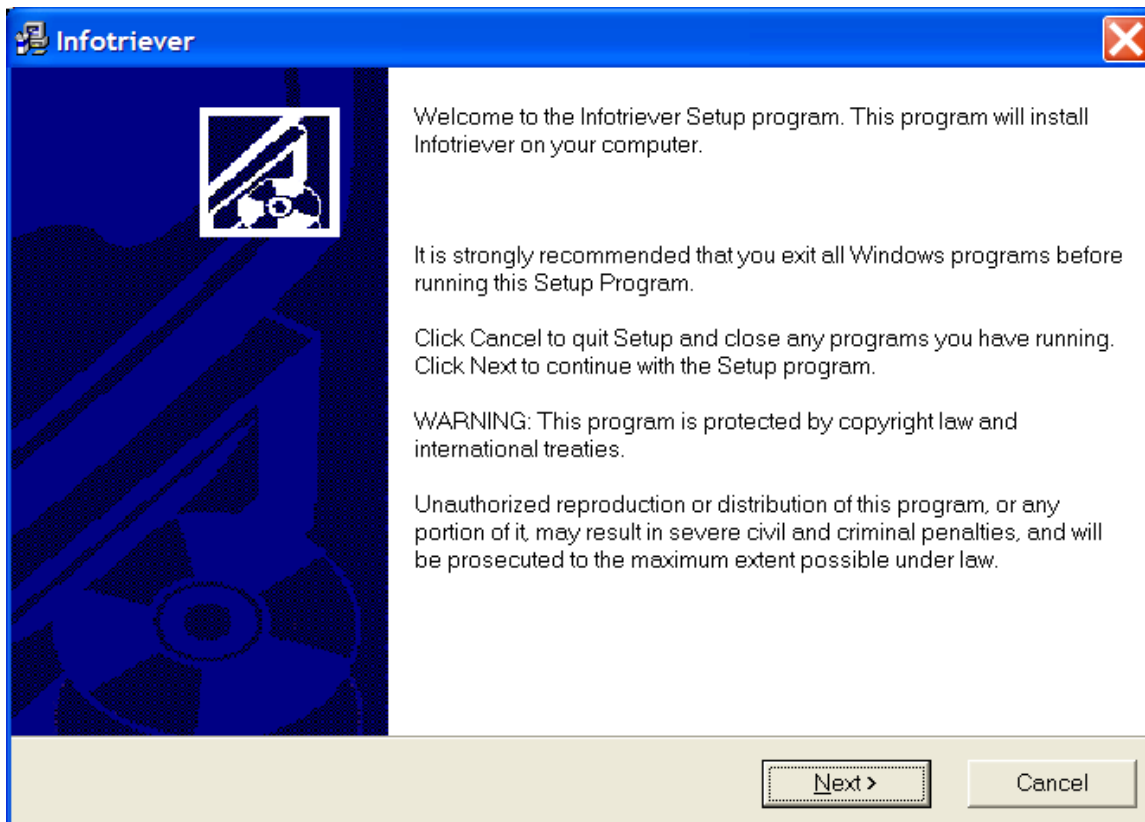 Infotriever
Welcome to the Infotriever Setup program. This program will install
Infotriever on your computer.
It is strongly recommended that you exit all Windows programs before
running this Setup Program.
Click Cancel to quit Setup and close any programs you have running.
Click Next to continue with the Setup program.
WARNING: This program is protected by copyright law and
international treaties.
Unauthorized reproduction or distribution of this program, or any
portion of it, may result in severe civil and criminal penalties, and will
be prosecuted to the maximum extent possible under law.
Next >
Cancel